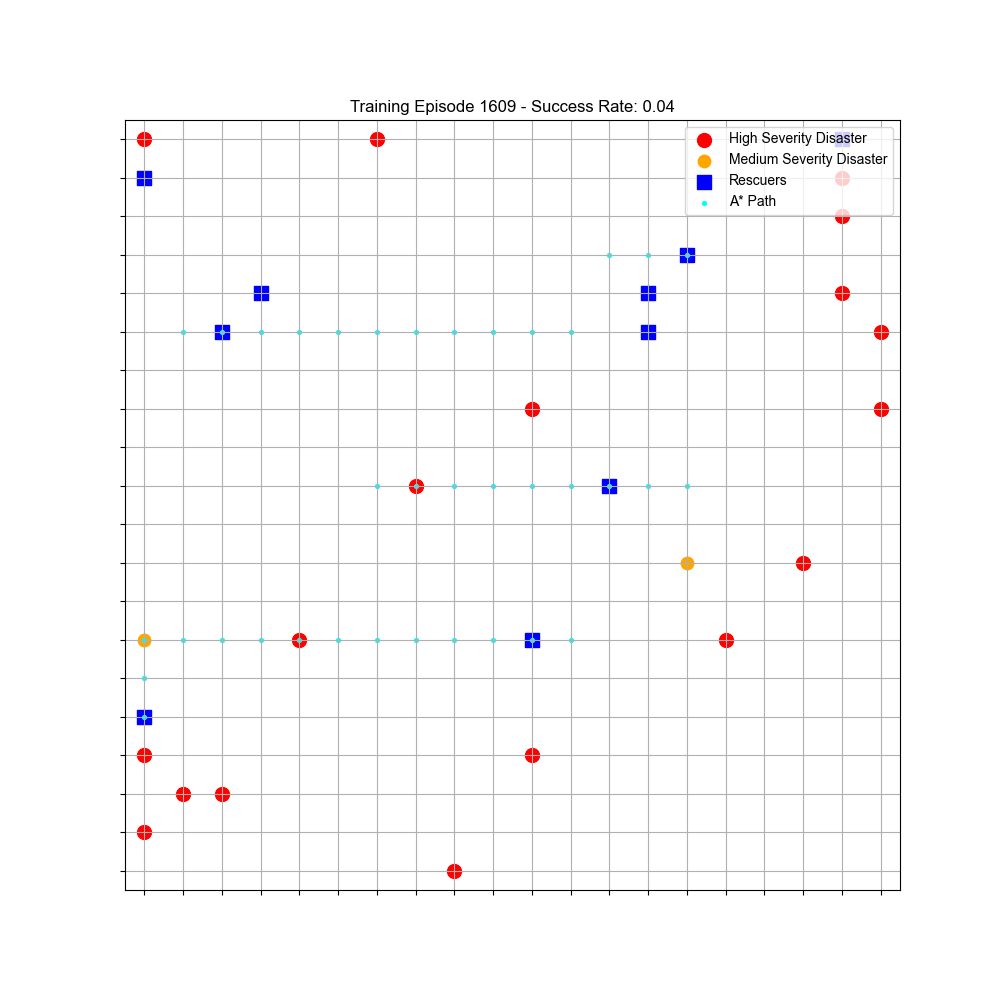 Training Episode 1609 - Success Rate: 0.04
High Severity Disaster
Medium Severity Disaster
Rescuers
A* Path